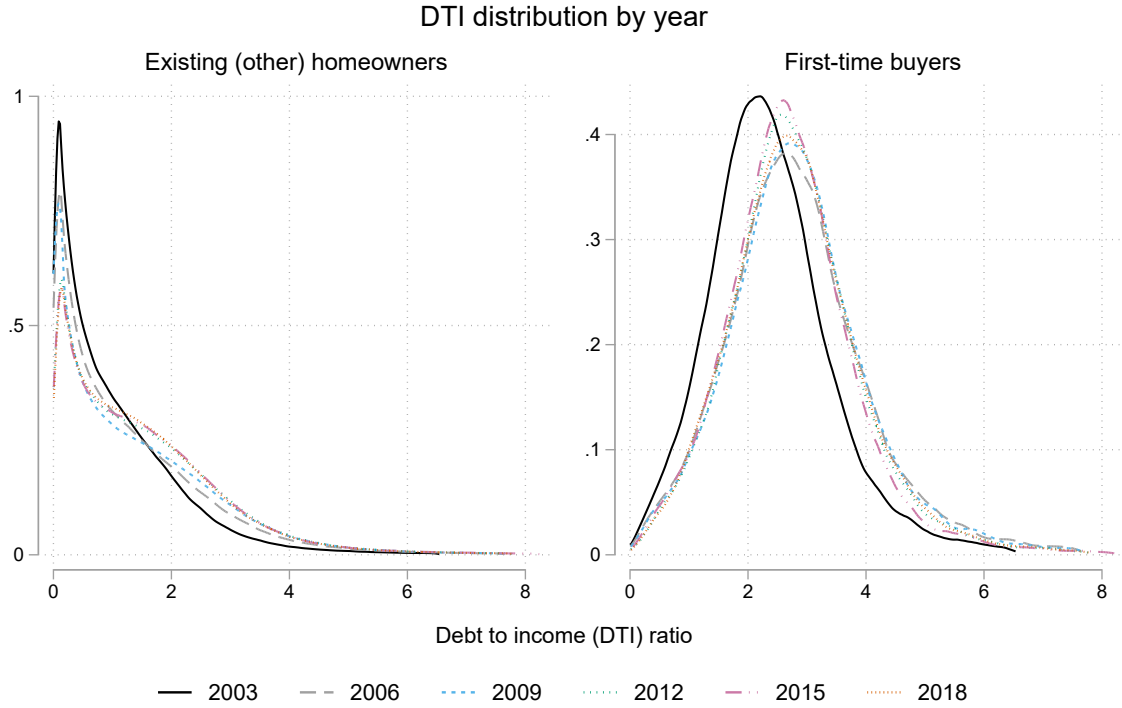 DTI distribution by year
Existing (other) homeowners
First-time buyers
1
.5
0
0 2 4 6 8
.4
.3
.2
.1
0
0 2 4 6 8
Debt to income (DTI) ratio
2003 2006 2009 2012 2015 2018